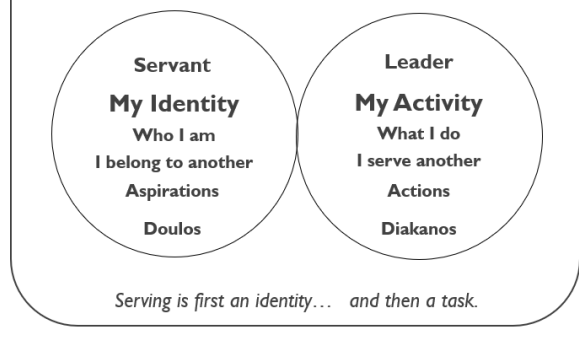 Servant
My Identity
Who I am
I belong to another
Aspirations
Doulos
Leader
My Activity
What I do
I serve another
Actions
Diakanos
Serving is first an identity… and then a task.